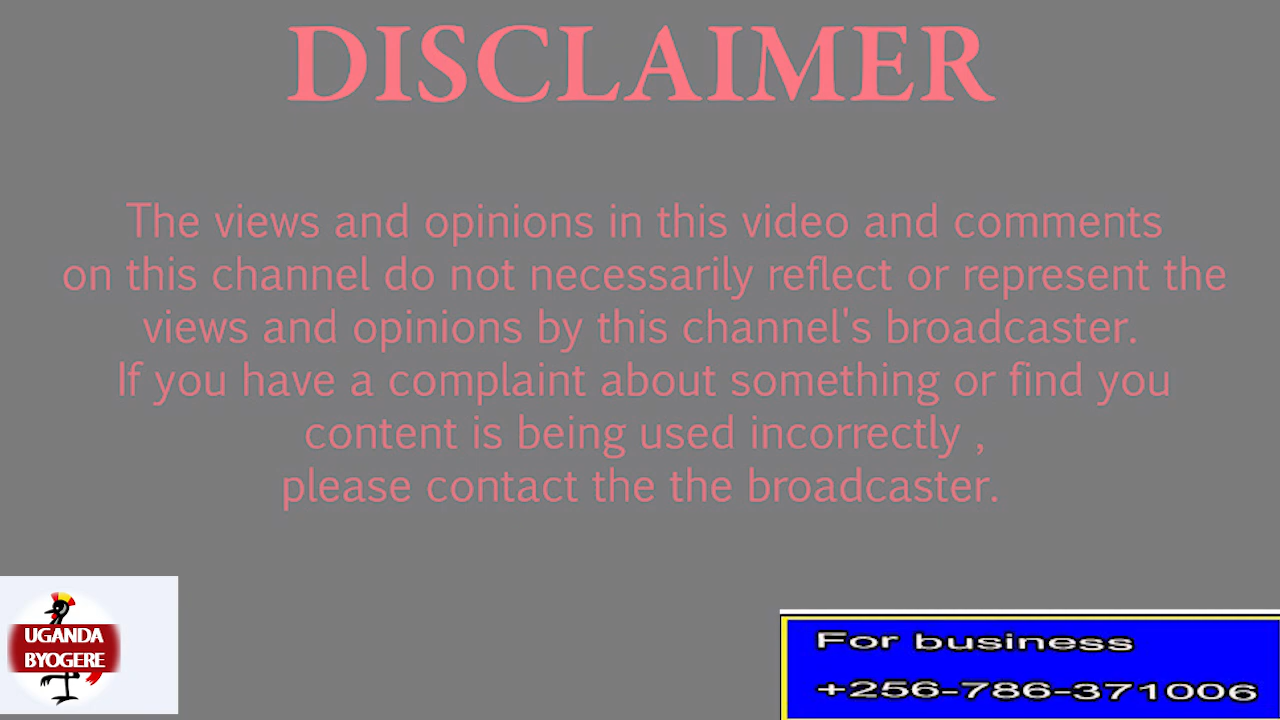 DISCLAIMER
The views and opinions in this video and comments
on this channel do not necessarily reflect or represent the
views and opinions by this channel's broadcaster.
If you have a complaint about something or find you
content is being used incorrectly ,
please contact the the broadcaster.
UGANDA
BYOGERE
For business
+256-786-371006